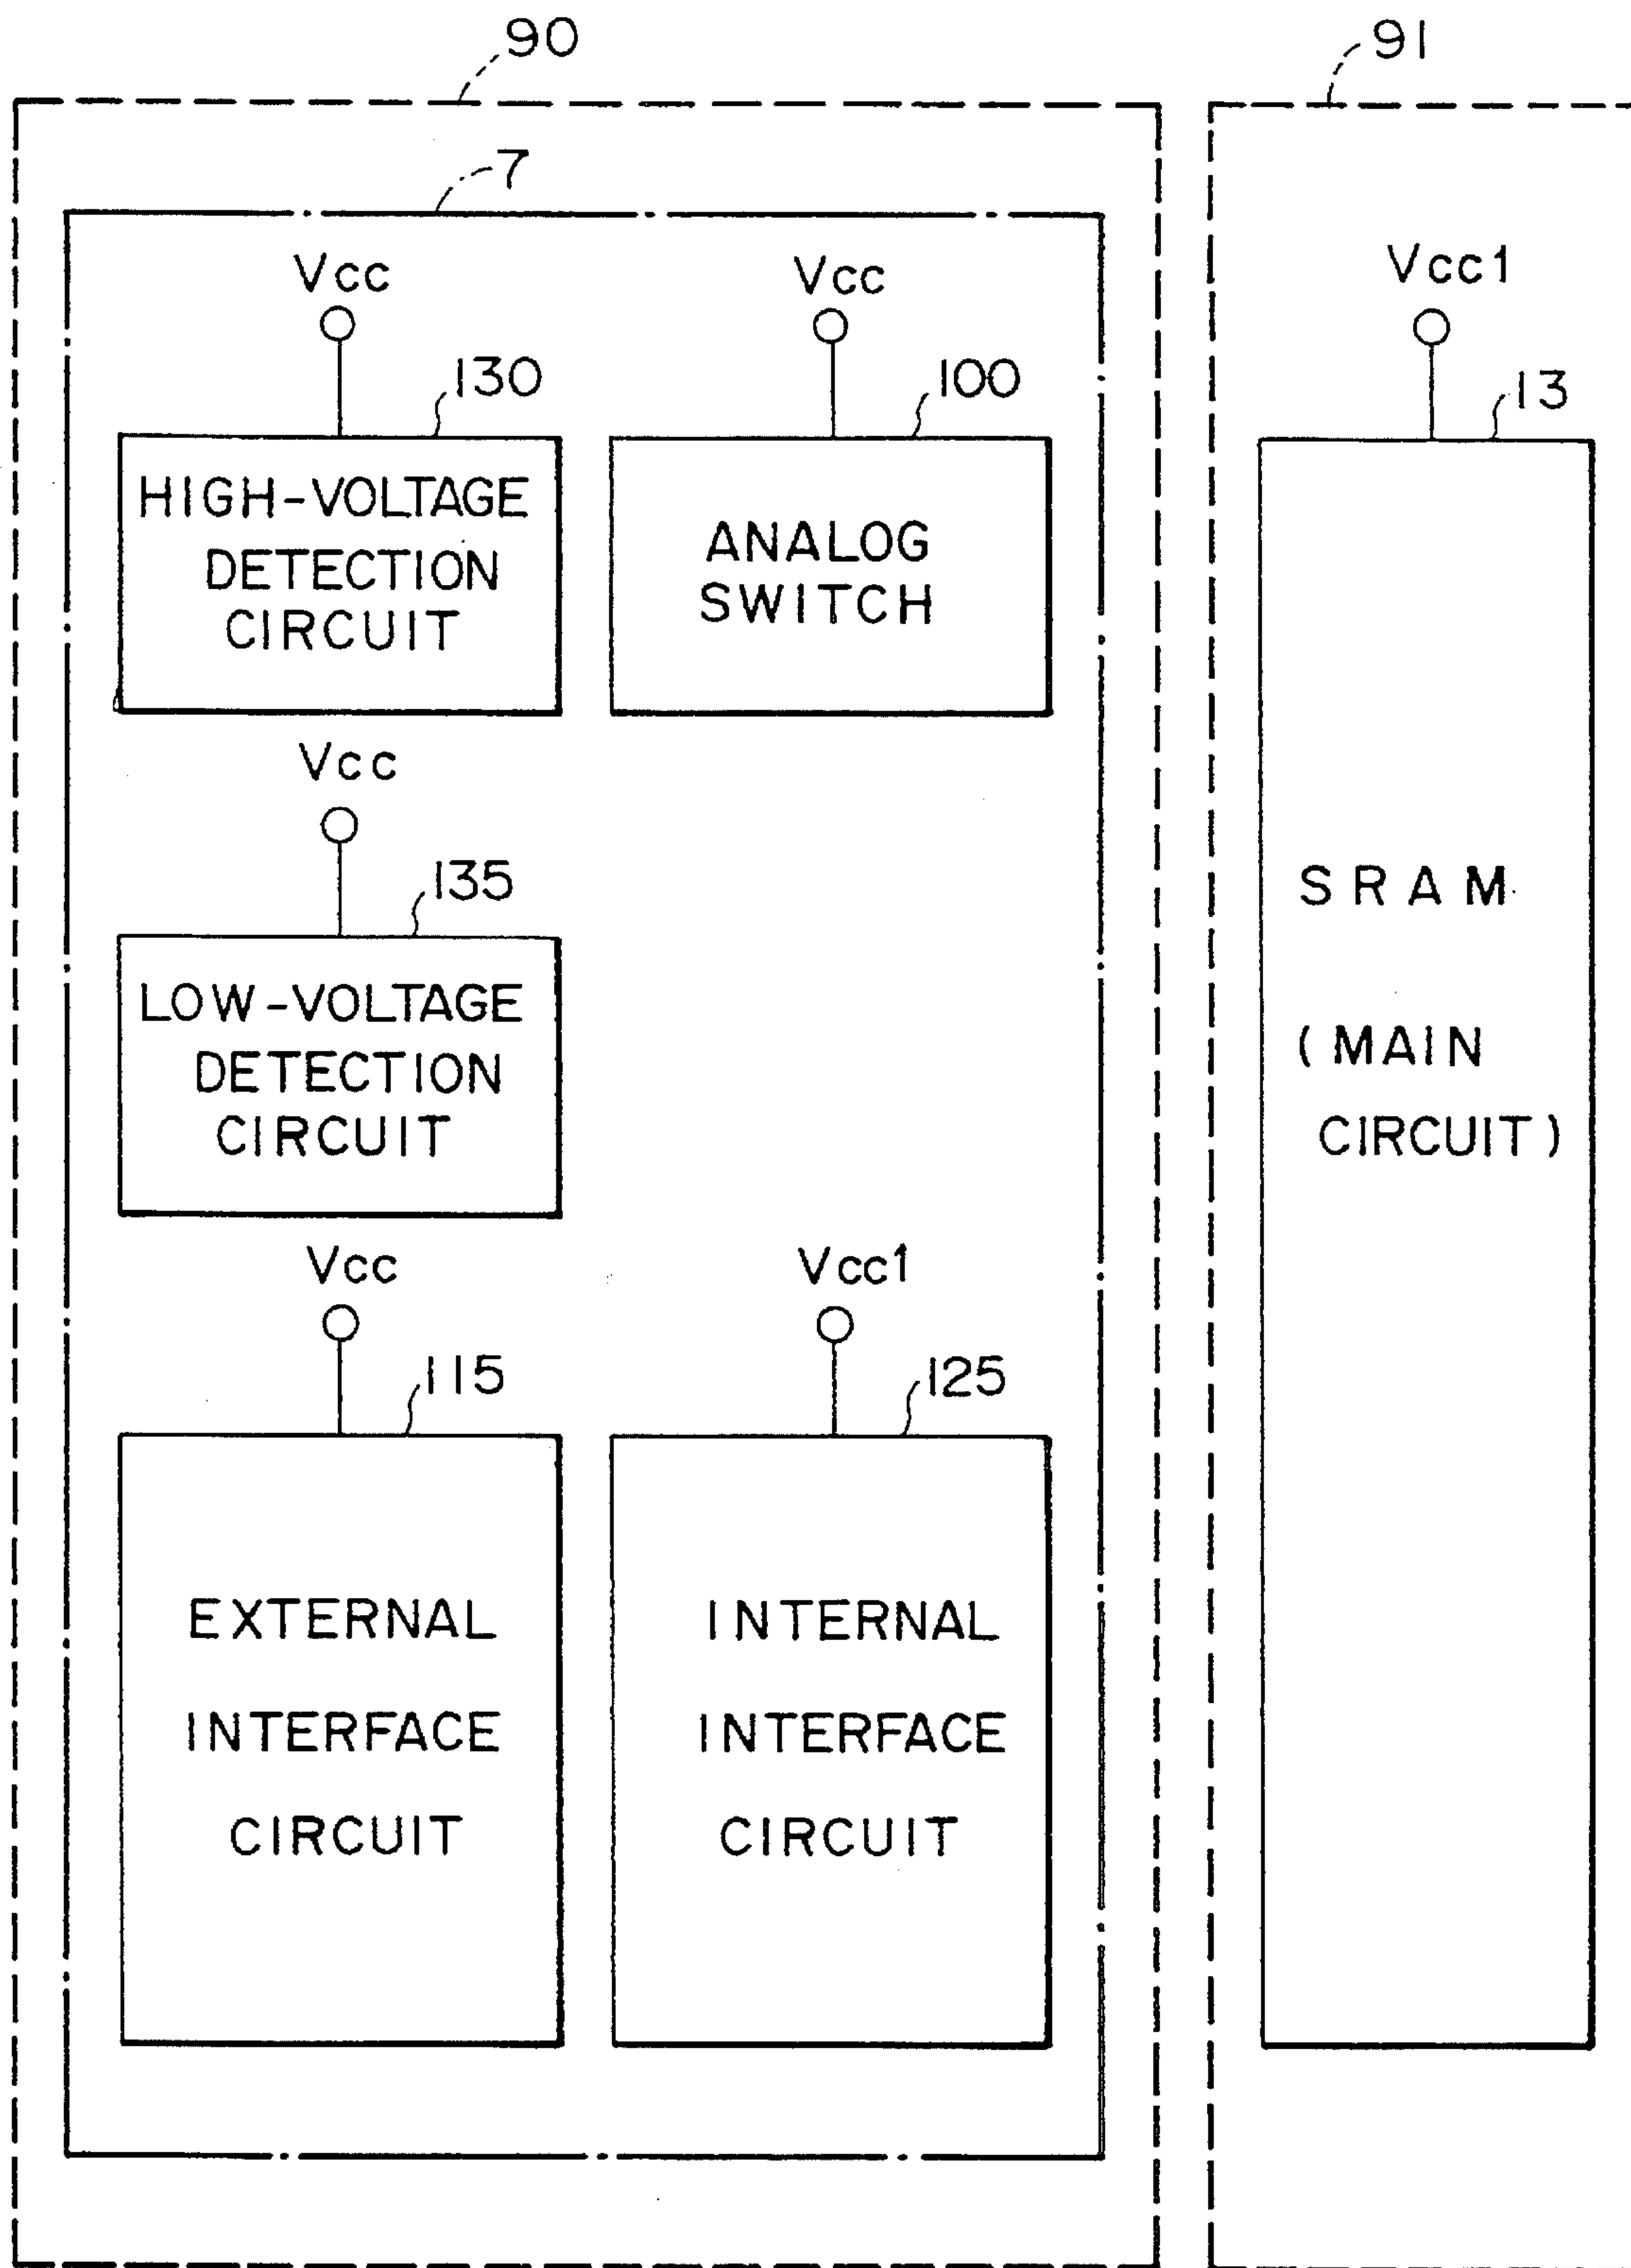 90
91
7
Vcc
Vcc
Vcc1
130
100
13
HIGH-VOLTAGE
DETECTION
CIRCUIT
ANALOG
SWITCH
Vcc
135
LOW-VOLTAGE
DETECTION
CIRCUIT
SRAM
(MAIN
CIRCUIT)
Vcc
Vcc1
115
125
EXTERNAL
INTERFACE
CIRCUIT
INTERNAL
INTERFACE
CIRCUIT